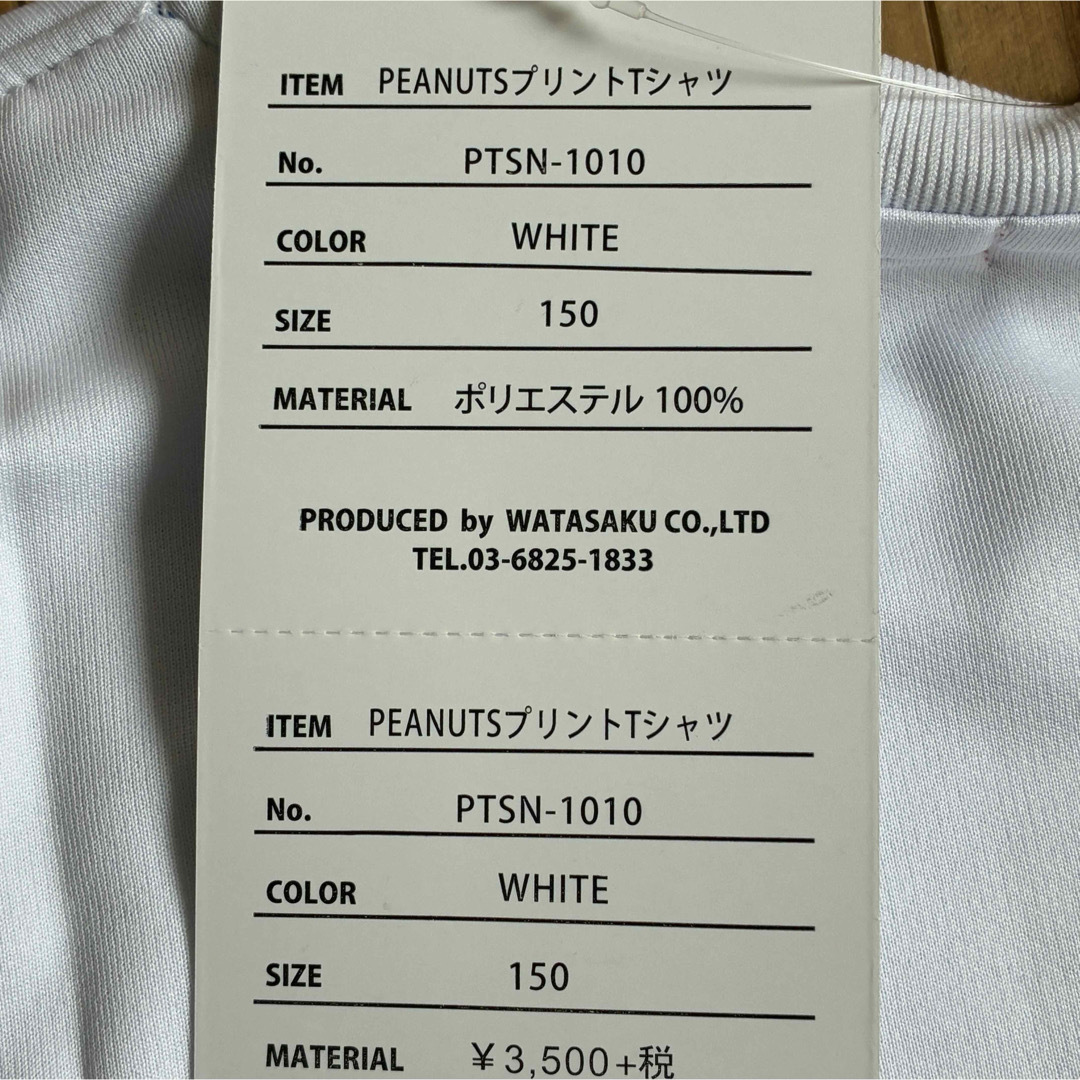 ITEM PEANUTSプリントTシャツ
No. PTSN-1010
COLOR WHITE
SIZE 150
MATERIAL ポリエステル 100%
PRODUCED by WATASAKU CO.,LTD
TEL.03-6825-1833
ITEM PEANUTSプリントTシャツ
No. PTSN-1010
COLOR WHITE
SIZE 150
MATERIAL ¥3,500+税